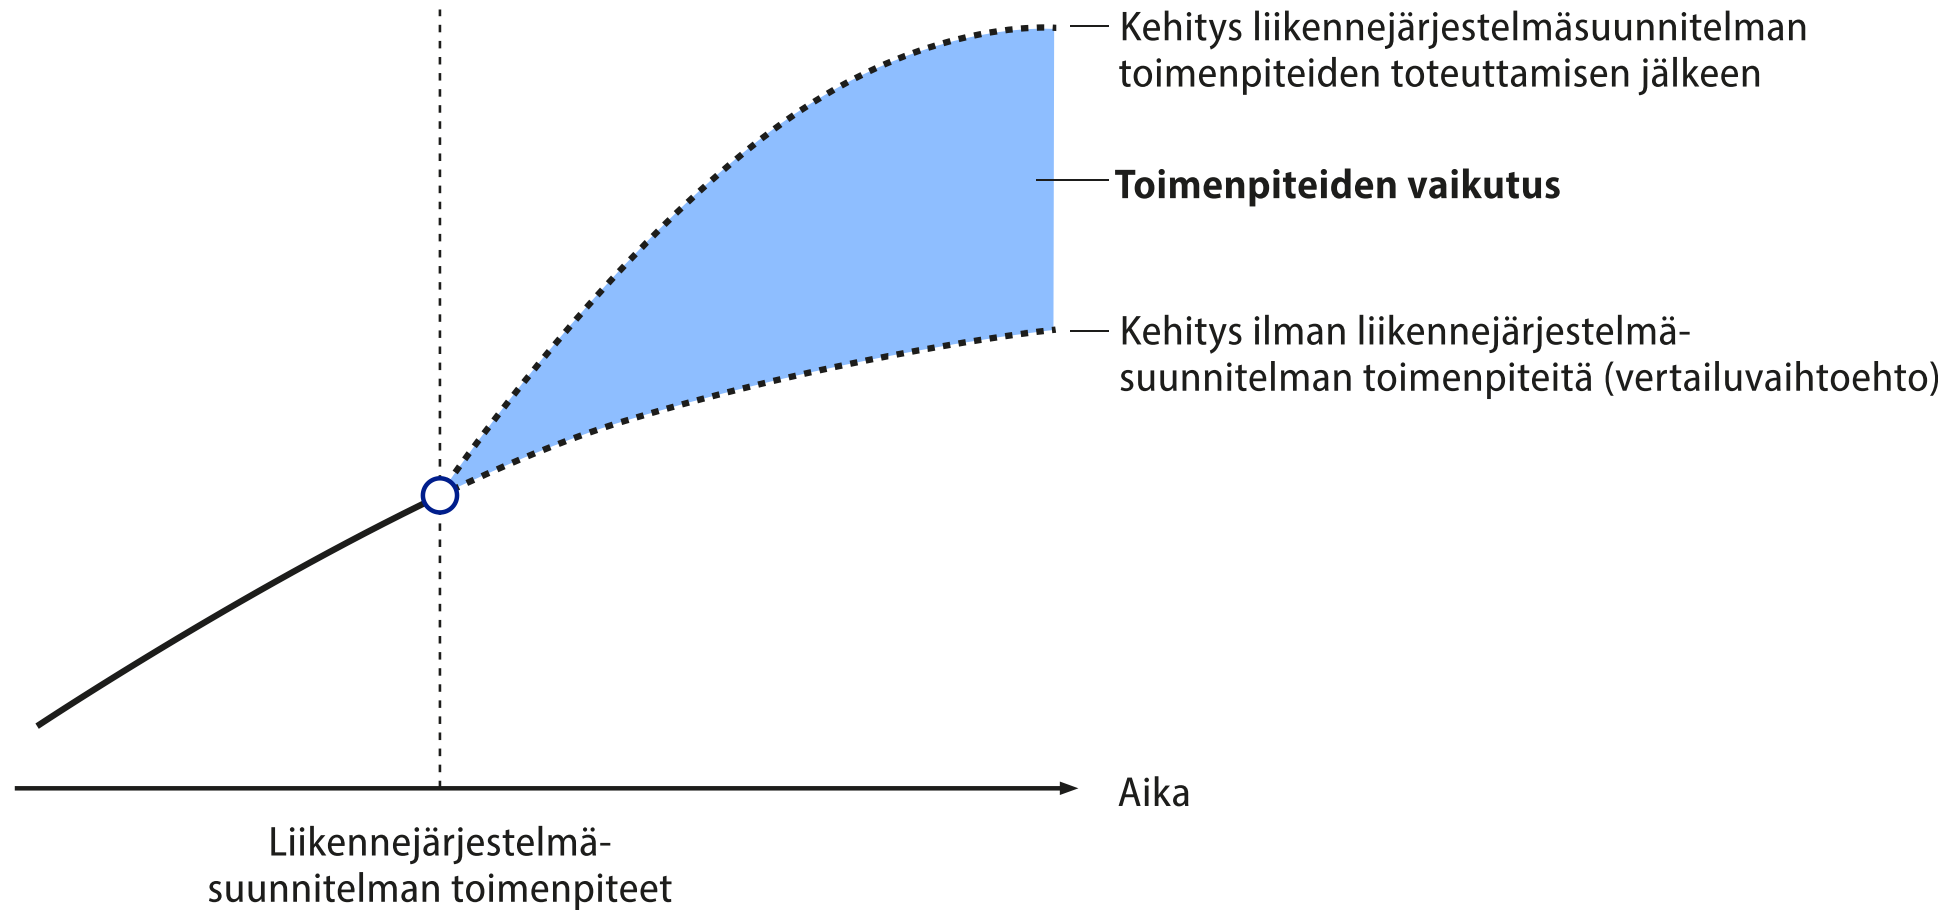 Kehitys liikennejärjestelmäsuunnitelman
toimenpiteiden toteuttamisen jälkeen
Toimenpiteiden vaikutus
Kehitys ilman liikennejärjestelmä-
suunnitelman toimenpiteitä (vertailuvaihtoehto)
Aika
Liikennejärjestelmä-
suunnitelman toimenpiteet